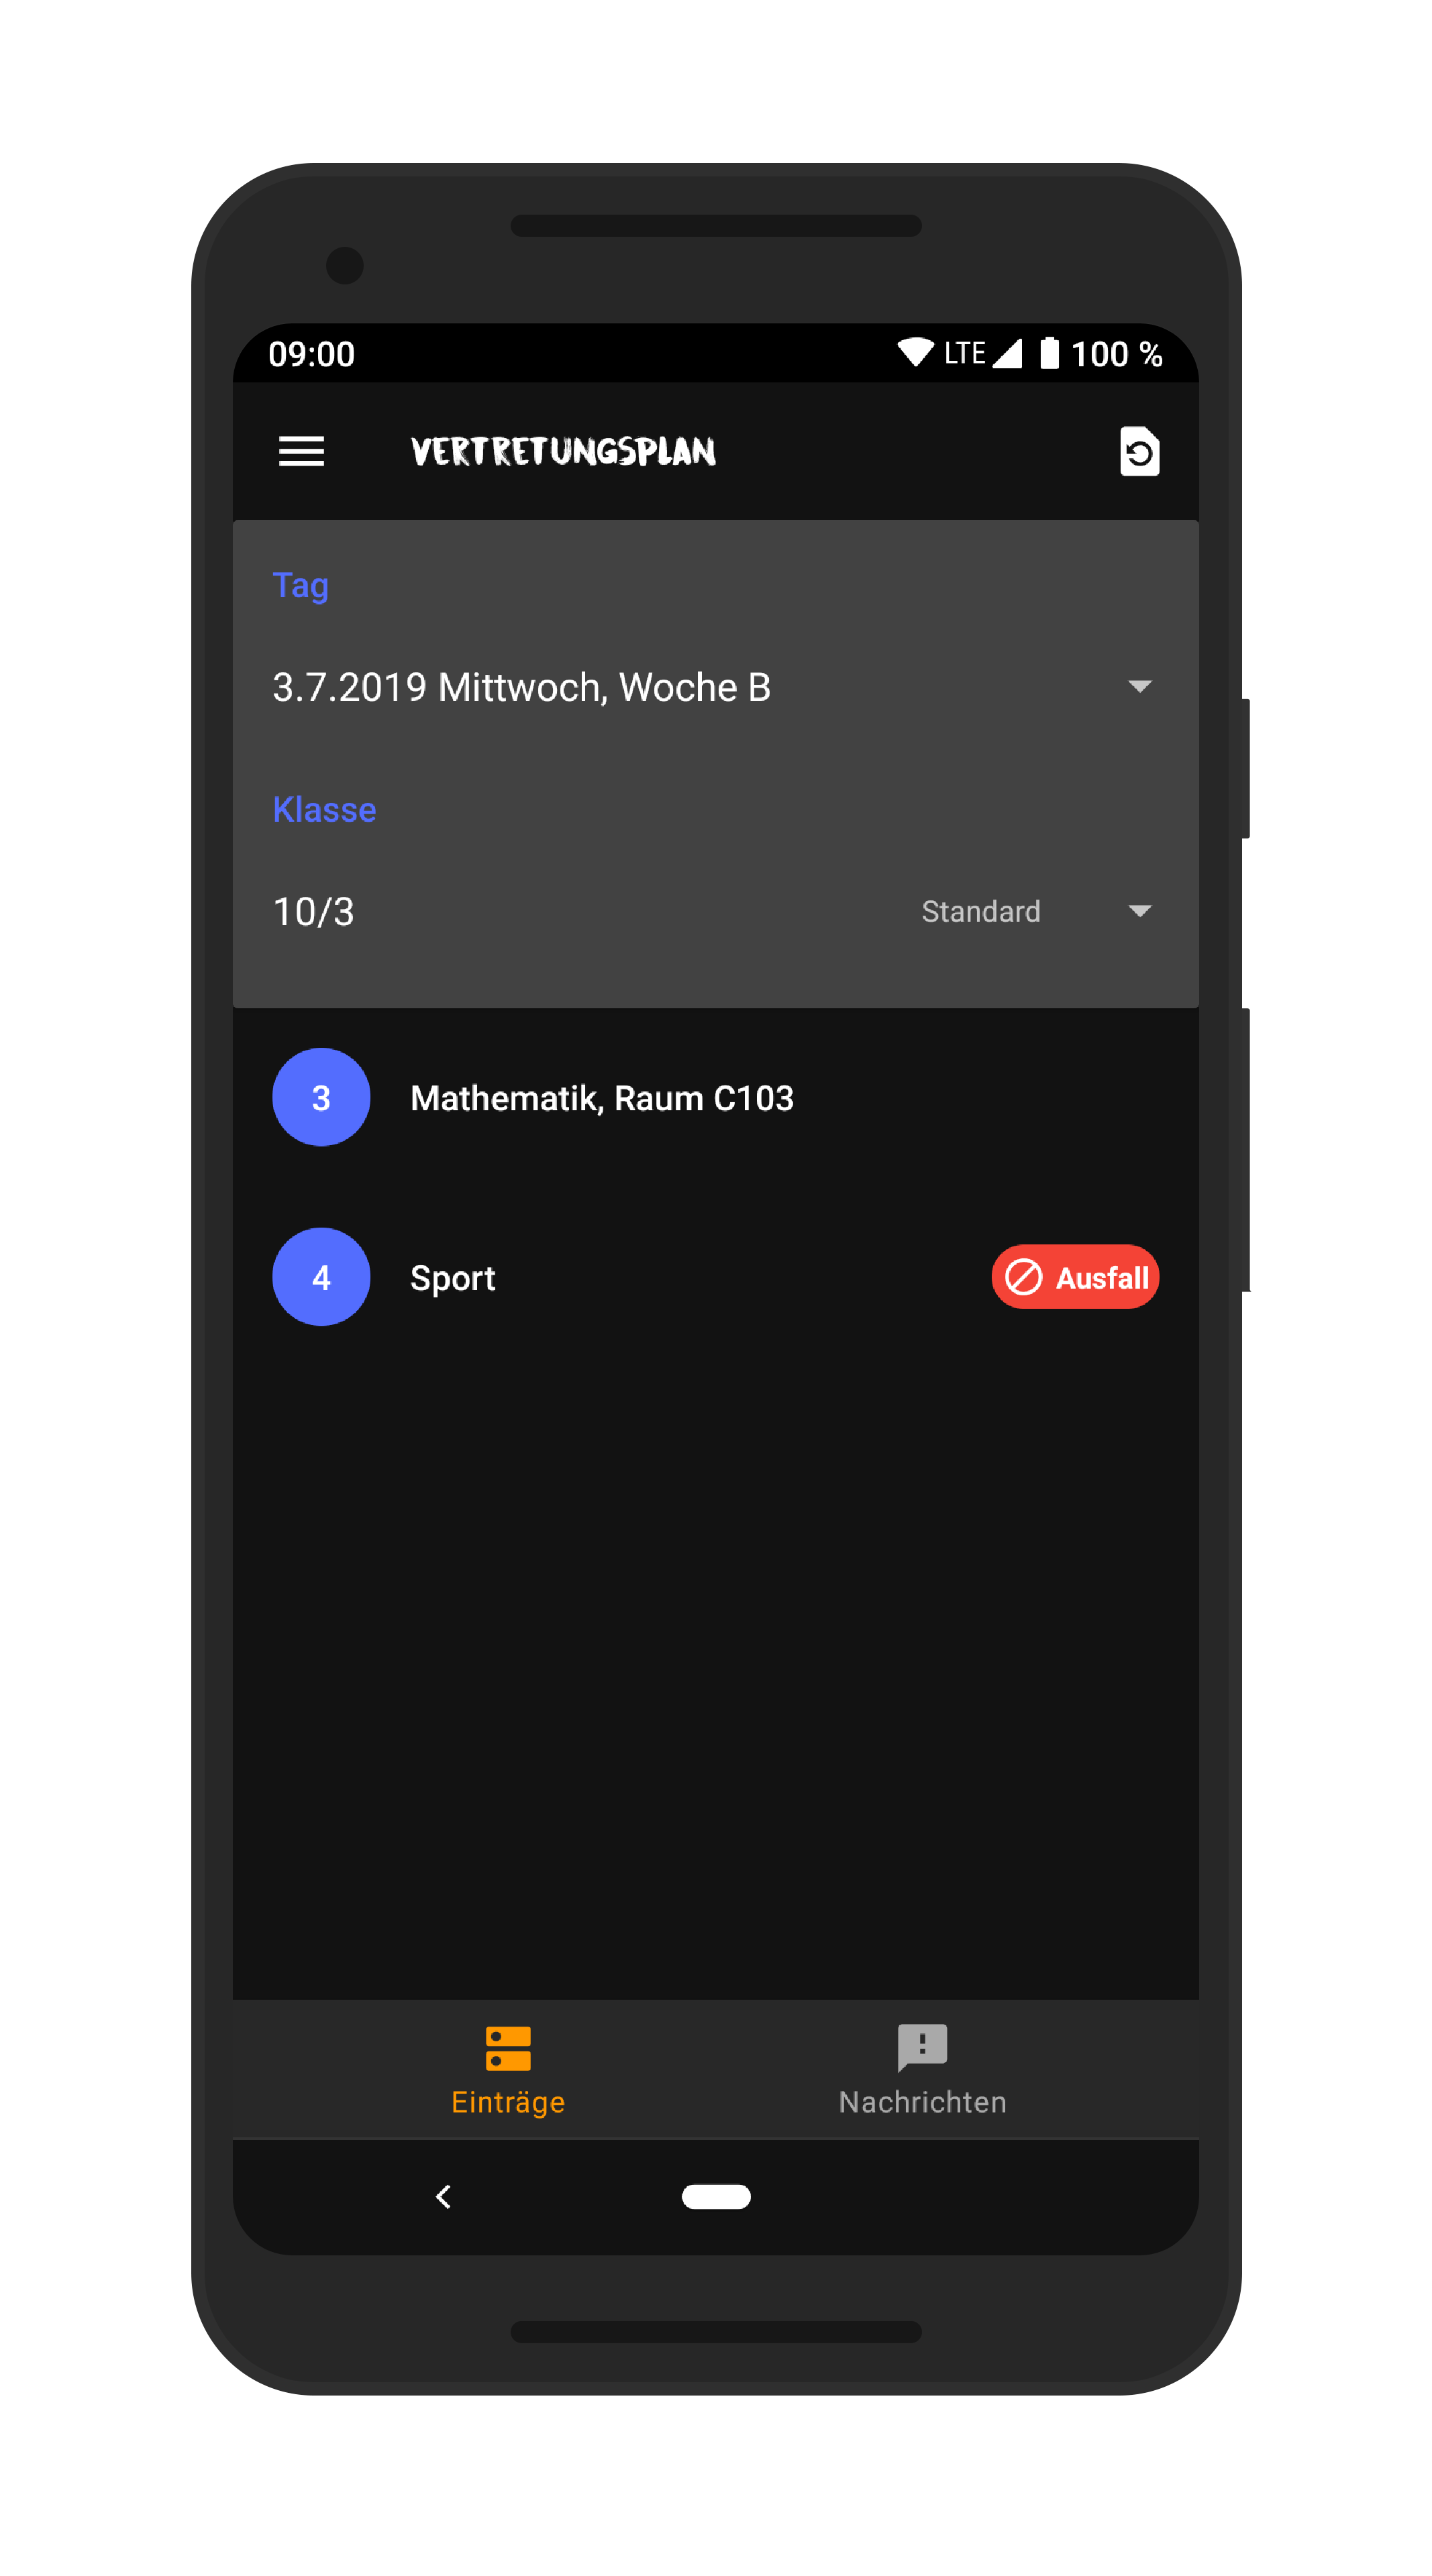 09:00 LTE 100 %
VERTRETUNGSPLAN
Tag
3.7.2019 Mittwoch, Woche B
Klasse
10/3 Standard
3 Mathematik, Raum C103
4 Sport Ausfall
Einträge Nachrichten